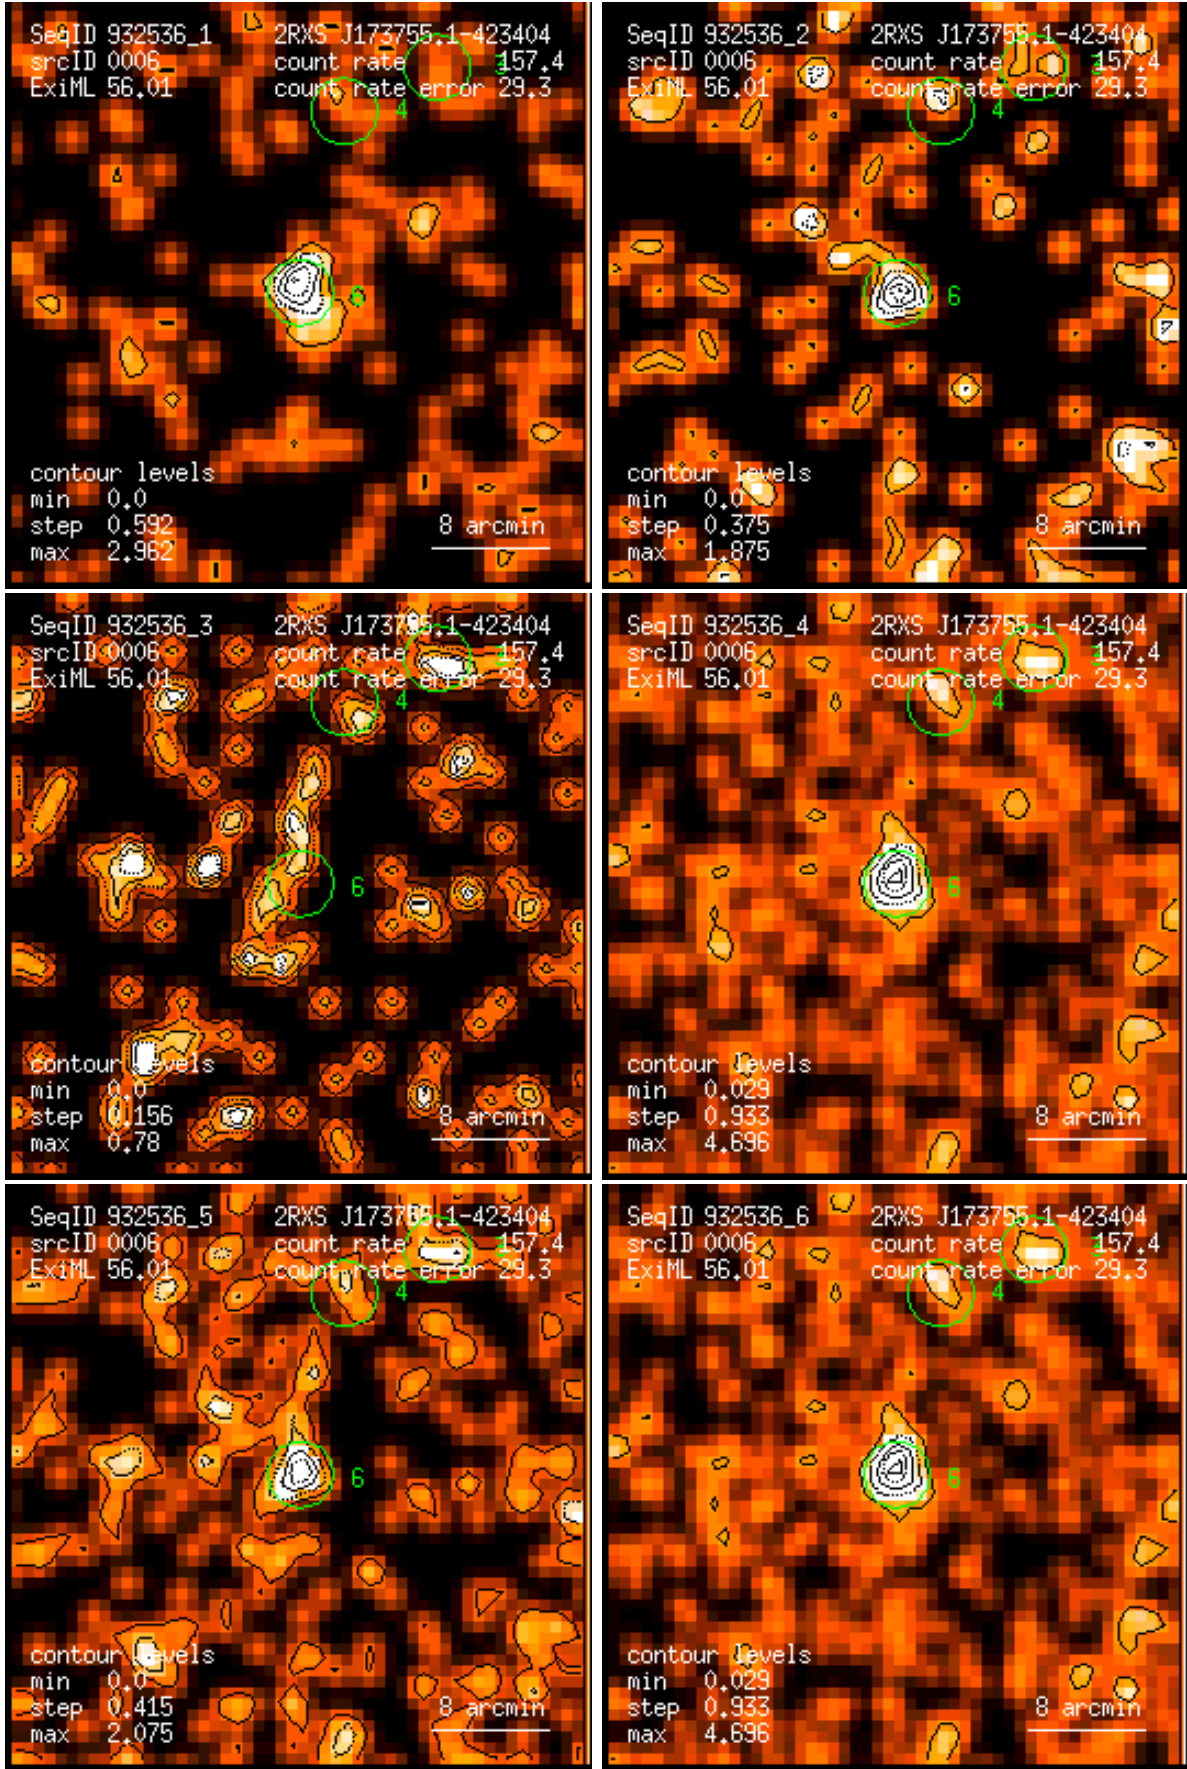 SeqID 932536_1 2RXS J173755.1-423404
srcID 0006 count rate 157.4
ExiML 56.01 count rate error 29.3
4
6
contour levels
min 0.0
step 0.592
max 2.962
8 arcmin
SeqID 932536_2 2RXS J173755.1-423404
srcID 0006 count rate 157.4
ExiML 56.01 count rate error 29.3
4
6
contour levels
min 0.0
step 0.375
max 1.875
8 arcmin
SeqID 932536_3 2RXS J173755.1-423404
srcID 0006 count rate 157.4
ExiML 56.01 count rate error 29.3
4
6
contour levels
min 0.0
step 0.156
max 0.78
8 arcmin
SeqID 932536_4 2RXS J173755.1-423404
srcID 0006 count rate 157.4
ExiML 56.01 count rate error 29.3
4
6
contour levels
min 0.029
step 0.933
max 4.696
8 arcmin
SeqID 932536_5 2RXS J173755.1-423404
srcID 0006 count rate 157.4
ExiML 56.01 count rate error 29.3
4
6
contour levels
min 0.0
step 0.415
max 2.075
8 arcmin
SeqID 932536_6 2RXS J173755.1-423404
srcID 0006 count rate 157.4
ExiML 56.01 count rate error 29.3
4
6
contour levels
min 0.029
step 0.933
max 4.696
8 arcmin